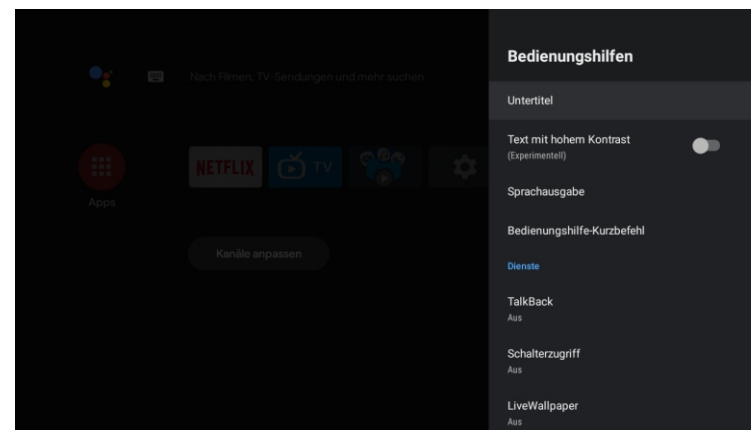 Nach Filmen, TV-Sendungen und mehr suchen
NETFLIX
TV
Apps
Kanäle anpassen
Bedienungshilfen
Untertitel
Text mit hohem Kontrast
(Experimentell)
Sprachausgabe
Bedienungshilfe-Kurzbefehl
Dienste
TalkBack
Aus
Schalterzugriff
Aus
LiveWallpaper
Aus